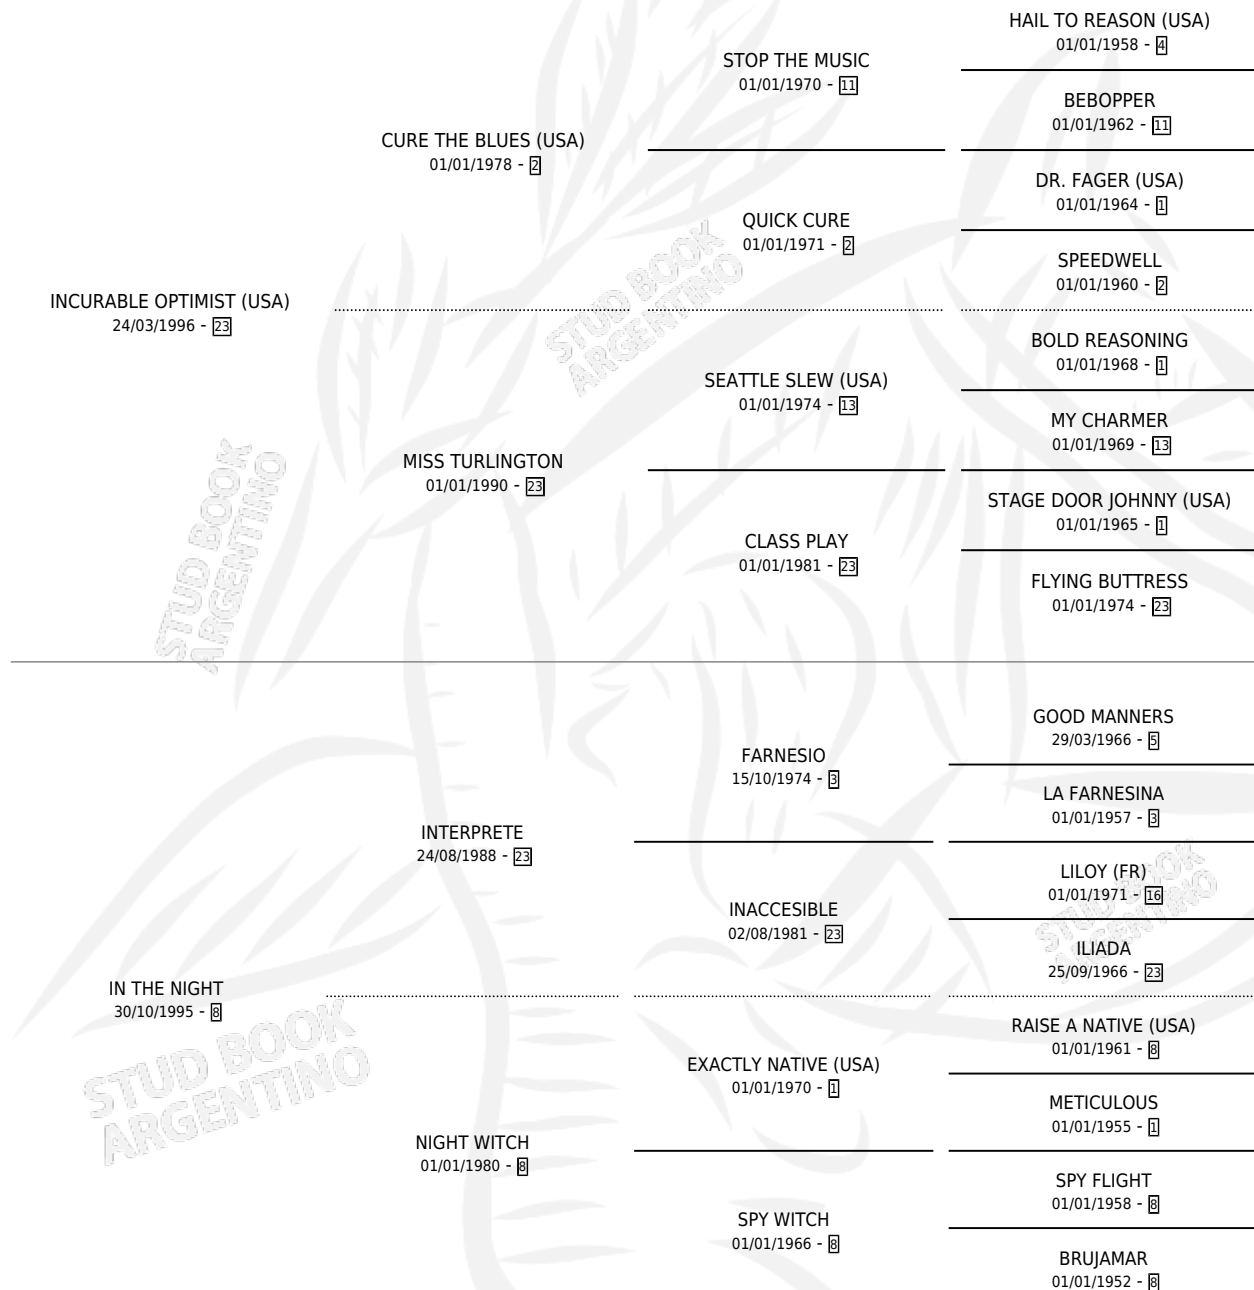 HAIL TO REASON (USA)
01/01/1958 - 4
STOP THE MUSIC
01/01/1970 - 11
BEBOPPER
01/01/1962 - 11
CURE THE BLUES (USA)
01/01/1978 - 2
DR. FAGER (USA)
01/01/1964 - 1
QUICK CURE
01/01/1971 - 2
SPEEDWELL
01/01/1960 - 2
INCURABLE OPTIMIST (USA)
24/03/1996 - 23
BOLD REASONING
01/01/1968 - 1
SEATTLE SLEW (USA)
01/01/1974 - 13
MY CHARMER
01/01/1969 - 13
MISS TURLINGTON
01/01/1990 - 23
STAGE DOOR JOHNNY (USA)
01/01/1965 - 1
CLASS PLAY
01/01/1981 - 23
FLYING BUTTRESS
01/01/1974 - 23
GOOD MANNERS
29/03/1966 - 5
FARNESIO
15/10/1974 - 3
LA FARNESINA
01/01/1957 - 3
INTERPRETE
24/08/1988 - 23
LILOY (FR)
01/01/1971 - 16
INACCESIBLE
02/08/1981 - 23
ILIADA
25/09/1966 - 23
IN THE NIGHT
30/10/1995 - 8
RAISE A NATIVE (USA)
01/01/1961 - 8
EXACTLY NATIVE (USA)
01/01/1970 - 1
METICULOUS
01/01/1955 - 1
NIGHT WITCH
01/01/1980 - 8
SPY FLIGHT
01/01/1958 - 8
SPY WITCH
01/01/1966 - 8
BRUJAMAR
01/01/1952 - 8
STUD BOOK
ARGENTINO
STUD BOOK
ARGENTINO
STUD BOOK
ARGENTINO
STUD BOOK
ARGENTINO